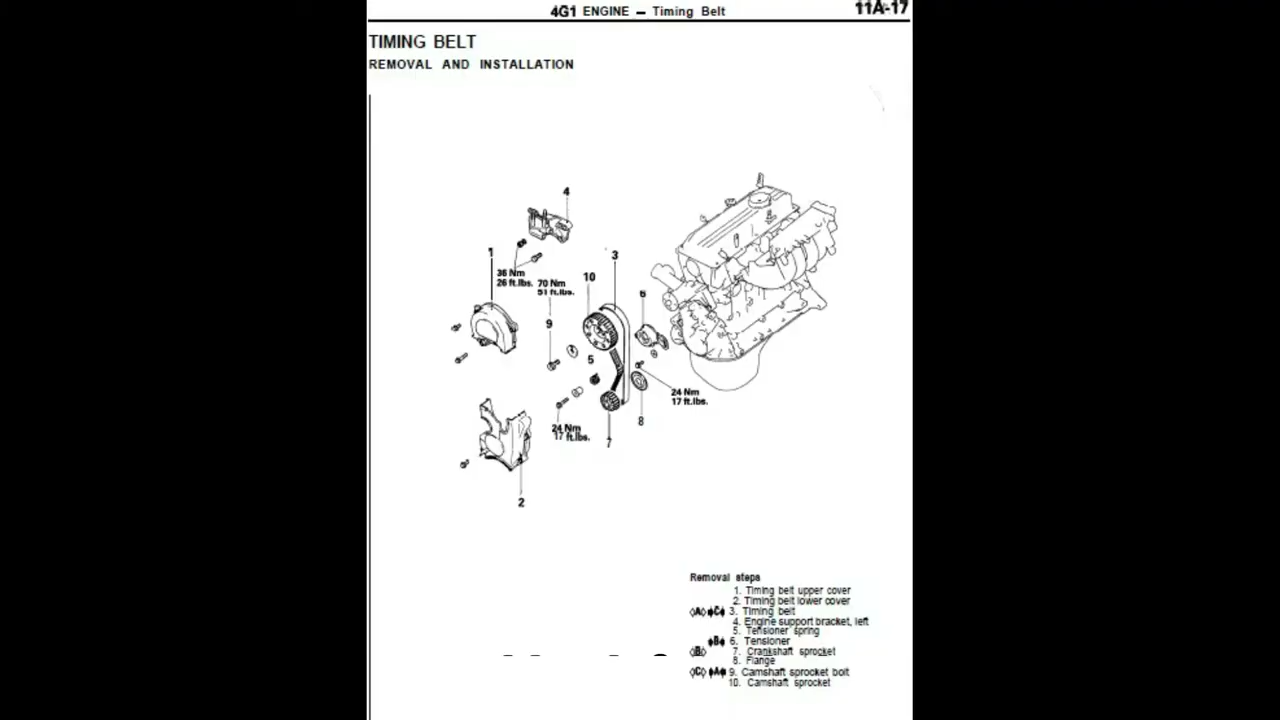 4G1 ENGINE – Timing Belt
11A-17
TIMING BELT
REMOVAL AND INSTALLATION
4
1
3
36 Nm
26 ft.lbs.
70 Nm
51 ft.lbs.
10
6
9
5
24 Nm
17 ft.lbs.
8
24 Nm
17 ft.lbs.
7
2
Removal steps
1. Timing belt upper cover
2. Timing belt lower cover
◊A◊ ♦C♦ 3. Timing belt
4. Engine support bracket, left
5. Tensioner spring
♦B♦ 6. Tensioner
◊B◊ 7. Crankshaft sprocket
8. Flange
◊C◊ ♦A♦ 9. Camshaft sprocket bolt
10. Camshaft sprocket